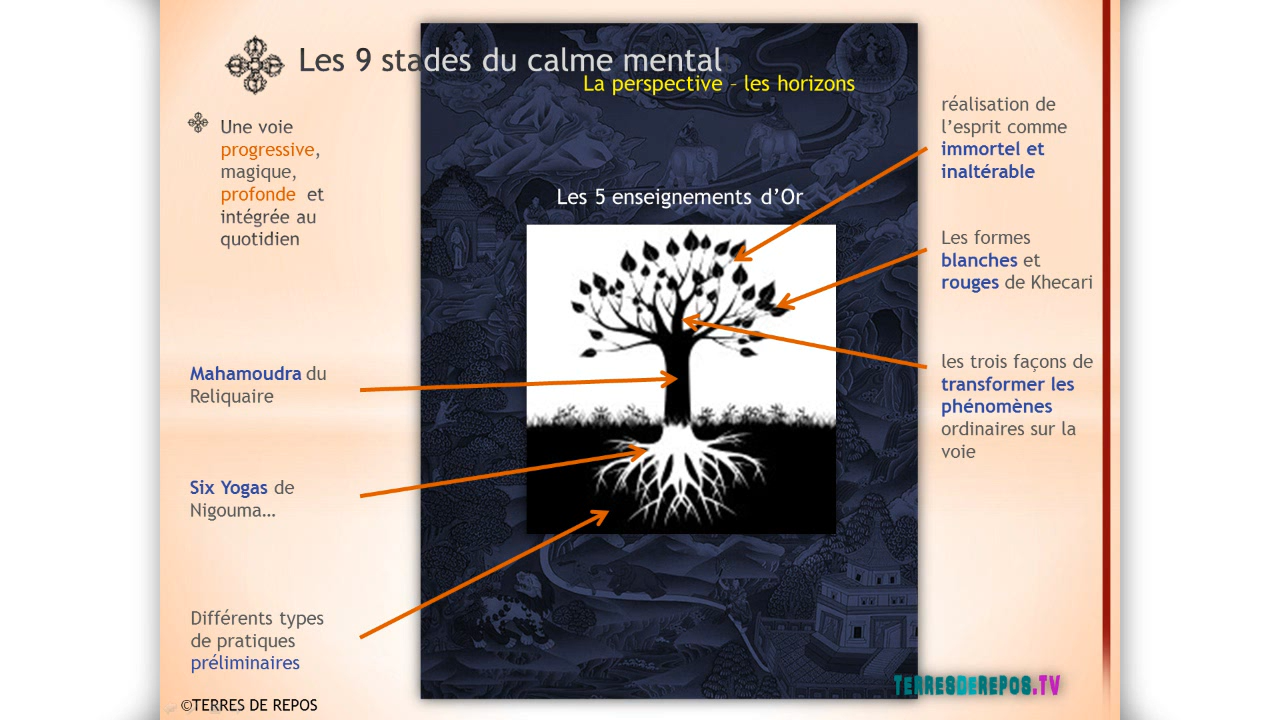 Les 9 stades du calme mental
La perspective – les horizons
Une voie
progressive,
magique,
profonde et
intégrée au
quotidien
Les 5 enseignements d’Or
réalisation de
l’esprit comme
immortel et
inaltérable
Les formes
blanches et
rouges de Khecari
les trois façons de
transformer les
phénomènes
ordinaires sur la
voie
Mahamoudra du
Reliquaire
Six Yogas de
Nigouma…
Différents types
de pratiques
préliminaires
©TERRES DE REPOS
TERRESDEREPOS.TV